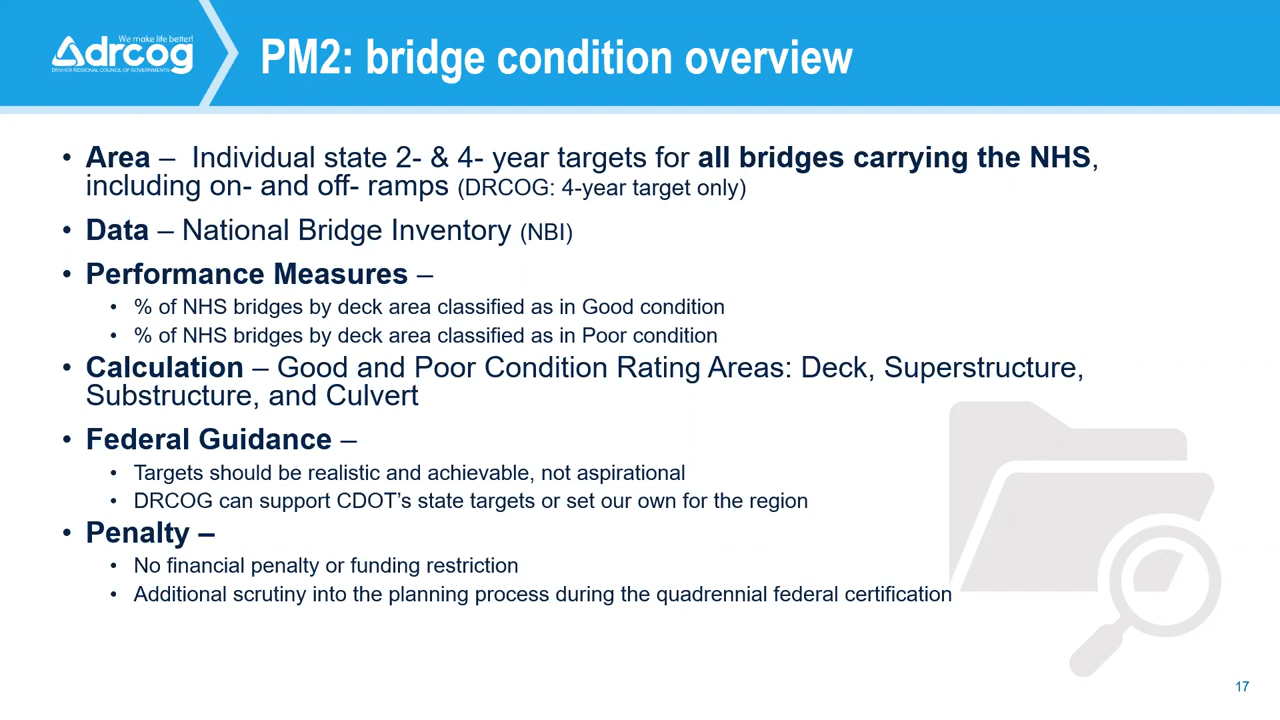 We make life better!
drcog
DENVER REGIONAL COUNCIL OF GOVERNMENTS
PM2: bridge condition overview
• Area – Individual state 2- & 4- year targets for all bridges carrying the NHS,
including on- and off- ramps (DRCOG: 4-year target only)
• Data – National Bridge Inventory (NBI)
• Performance Measures –
• % of NHS bridges by deck area classified as in Good condition
• % of NHS bridges by deck area classified as in Poor condition
• Calculation – Good and Poor Condition Rating Areas: Deck, Superstructure,
Substructure, and Culvert
• Federal Guidance –
• Targets should be realistic and achievable, not aspirational
• DRCOG can support CDOT’s state targets or set our own for the region
• Penalty –
• No financial penalty or funding restriction
• Additional scrutiny into the planning process during the quadrennial federal certification
17